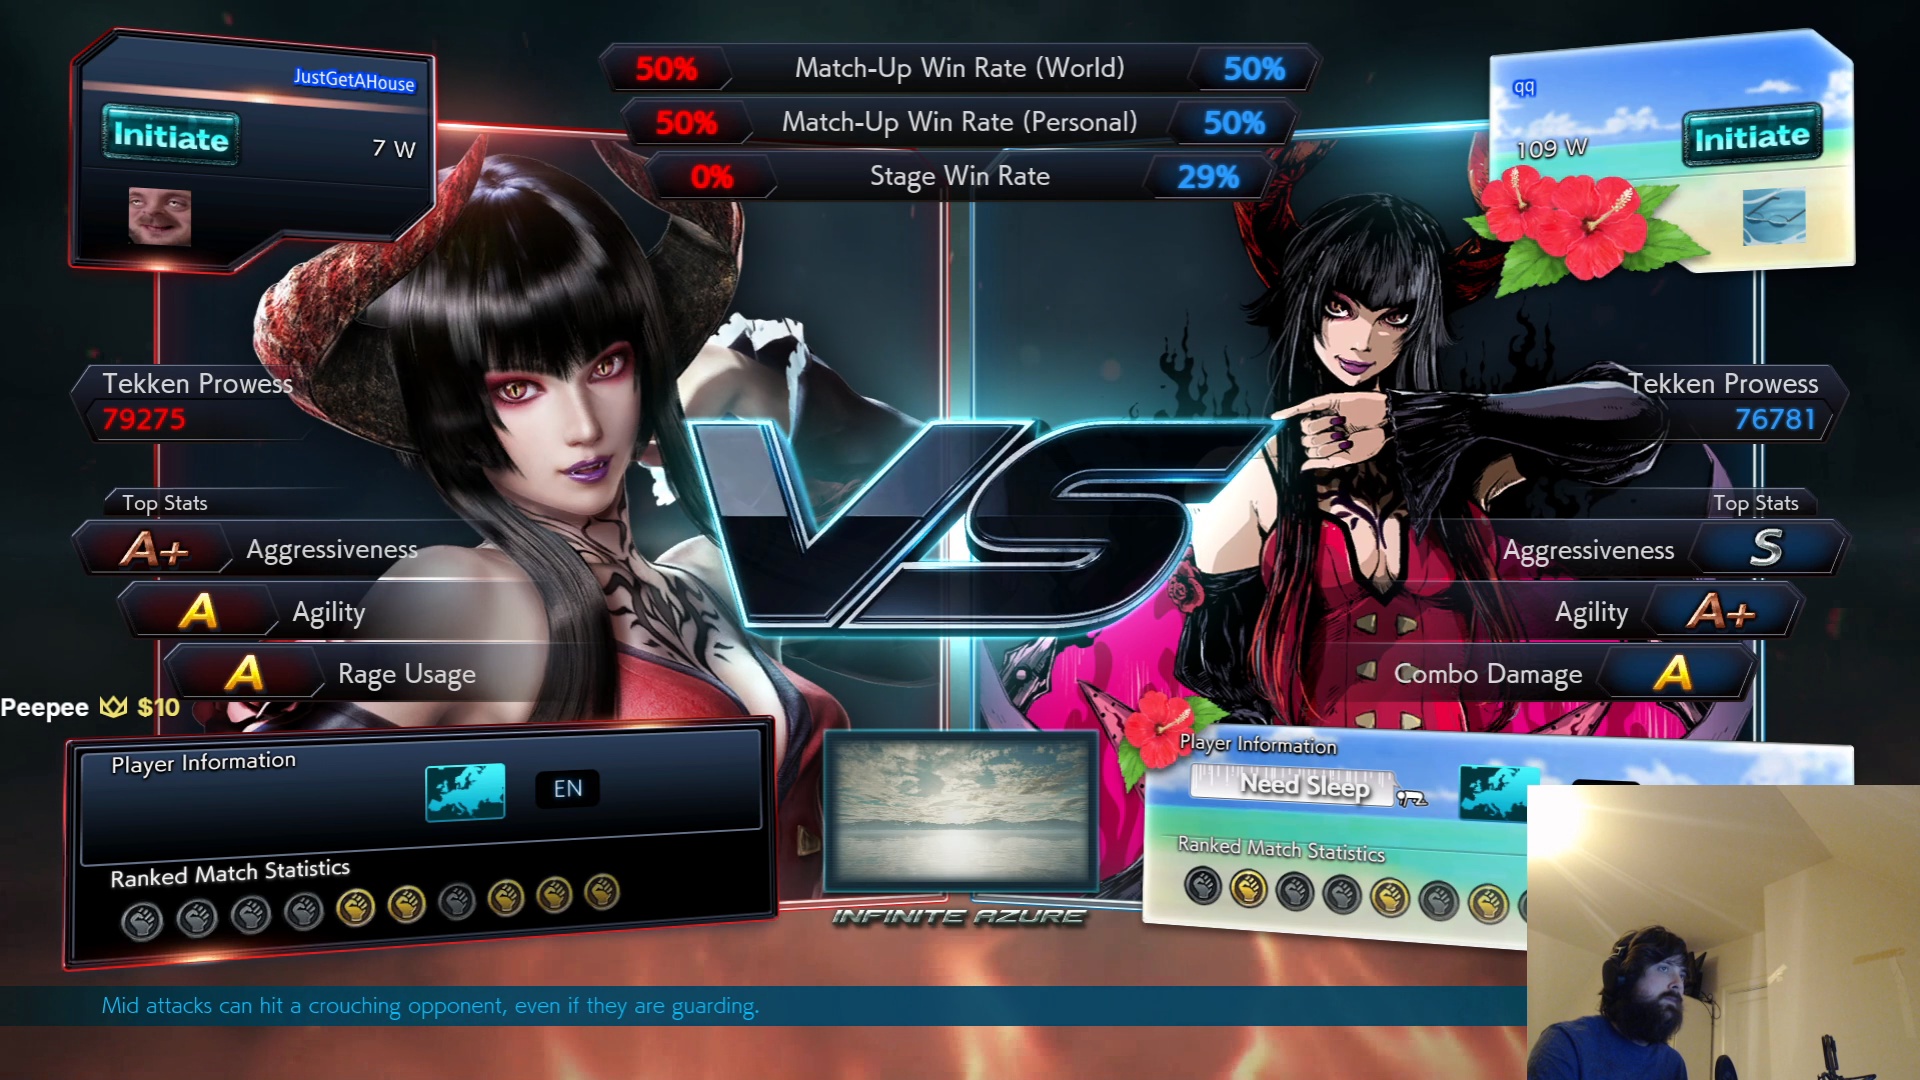 JustGetAHouse
Initiate
7 W
50% Match-Up Win Rate (World) 50%
50% Match-Up Win Rate (Personal) 50%
0% Stage Win Rate 29%
qq
109 W
Initiate
Tekken Prowess
79275
Tekken Prowess
76781
VS
Top Stats
A+ Aggressiveness
A Agility
A Rage Usage
Top Stats
Aggressiveness S
Agility A+
Combo Damage A
Peepee $10
Player Information
EN
Ranked Match Statistics
INFINITE AZURE
Player Information
Need Sleep
Ranked Match Statistics
Mid attacks can hit a crouching opponent, even if they are guarding.